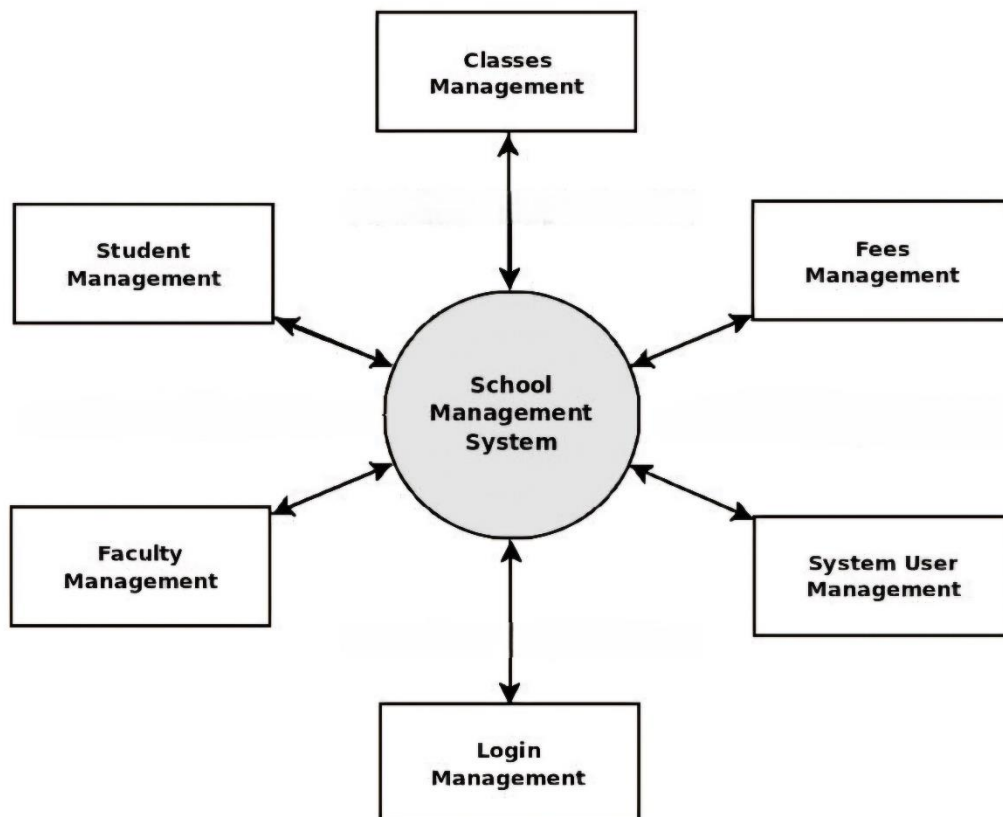 Classes
Management
Student
Management
Fees
Management
School
Management
System
Faculty
Management
System User
Management
Login
Management